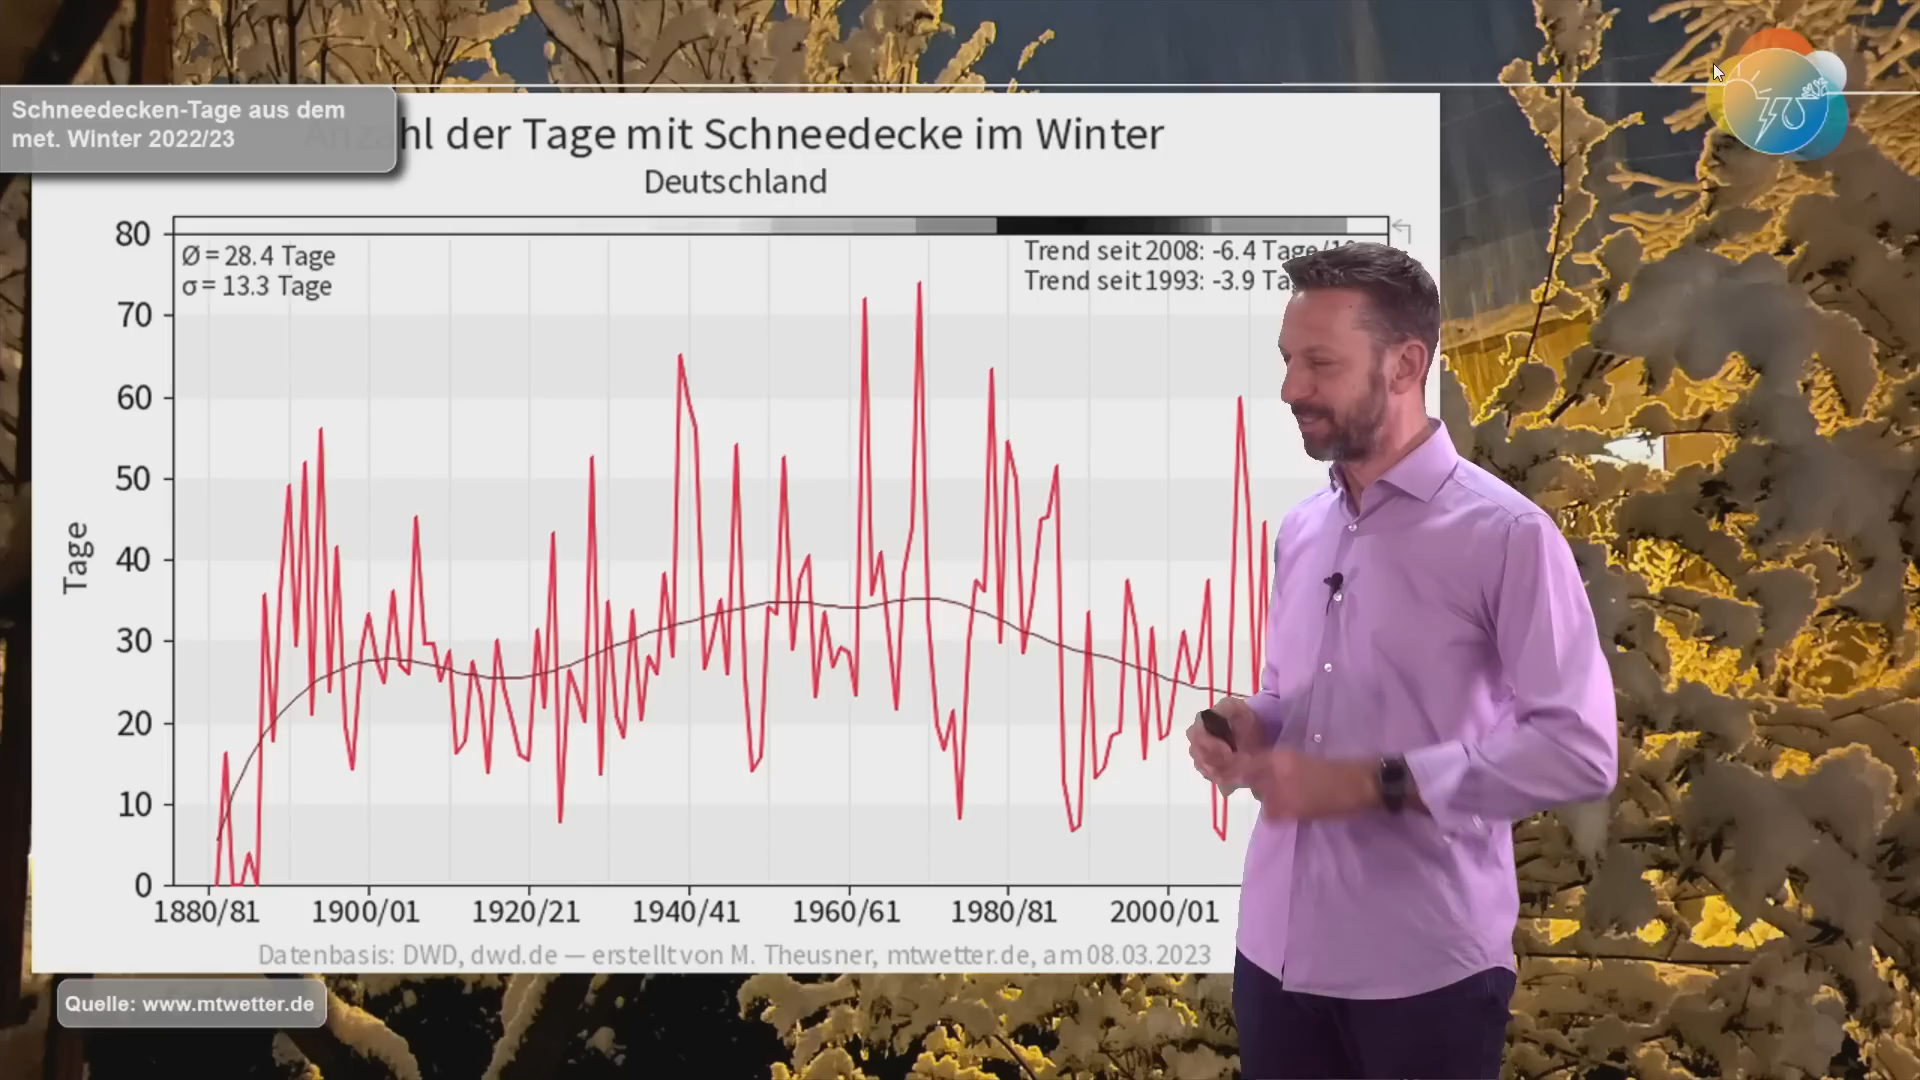 Schneedecken-Tage aus dem
met. Winter 2022/23
hl der Tage mit Schneedecke im Winter
Deutschland
Ø = 28.4 Tage
σ = 13.3 Tage
Trend seit 2008: -6.4 Tage/10
Trend seit 1993: -3.9
80
70
60
50
40
30
20
10
0
Tage
1880/81 1900/01 1920/21 1940/41 1960/61 1980/81 2000/01
Datenbasis: DWD, dwd.de — erstellt von M. Theusner, mtwetter.de, am 08.03.2023
Quelle: www.mtwetter.de